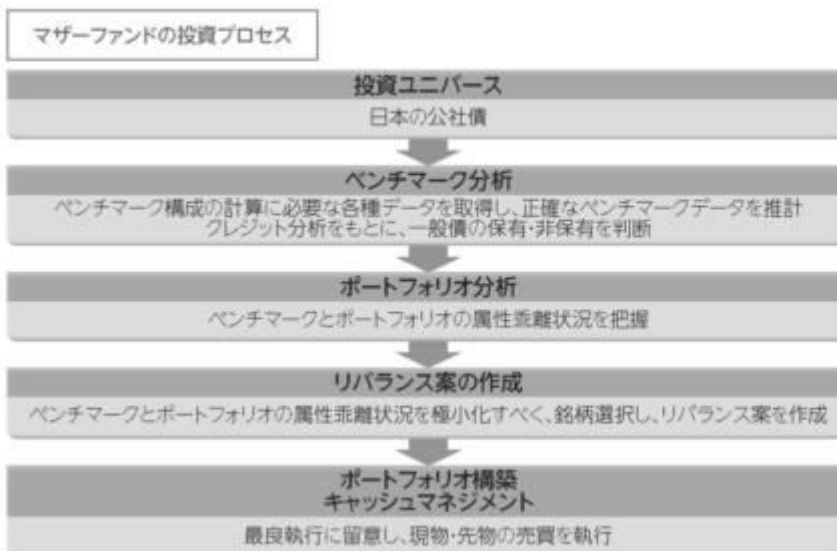 マザーファンドの投資プロセス
投資ユニバース
日本の公社債
ベンチマーク分析
ベンチマーク構成の計算に必要な各種データを取得し、正確なベンチマークデータを推計
クレジット分析をもとに、一般債の保有・非保有を判断
ポートフォリオ分析
ベンチマークとポートフォリオの属性乖離状況を把握
リバランス案の作成
ベンチマークとポートフォリオの属性乖離状況を極小化すべく、銘柄選択し、リバランス案を作成
ポートフォリオ構築
キャッシュマネジメント
最良執行に留意し、現物・先物の売買を執行